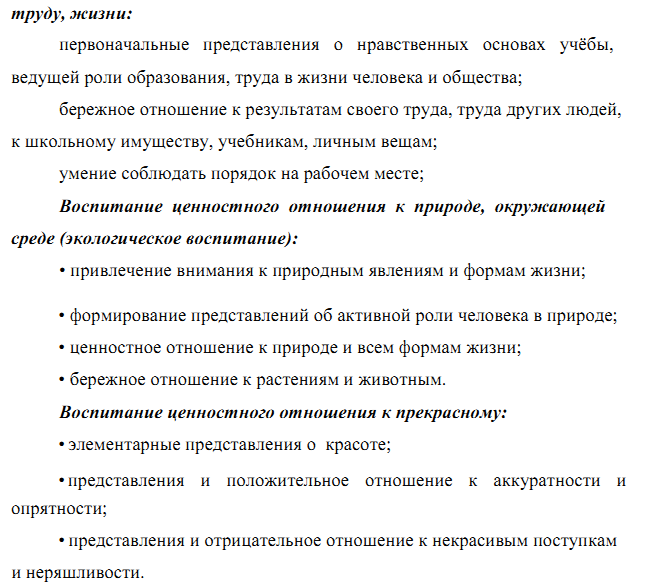 труду, жизни:
первоначальные представления о нравственных основах учёбы,
ведущей роли образования, труда в жизни человека и общества;
бережное отношение к результатам своего труда, труда других людей,
к школьному имуществу, учебникам, личным вещам;
умение соблюдать порядок на рабочем месте;
Воспитание ценностного отношения к природе, окружающей
среде (экологическое воспитание):
• привлечение внимания к природным явлениям и формам жизни;
• формирование представлений об активной роли человека в природе;
• ценностное отношение к природе и всем формам жизни;
• бережное отношение к растениям и животным.
Воспитание ценностного отношения к прекрасному:
• элементарные представления о красоте;
• представления и положительное отношение к аккуратности и
опрятности;
• представления и отрицательное отношение к некрасивым поступкам
и неряшливости.